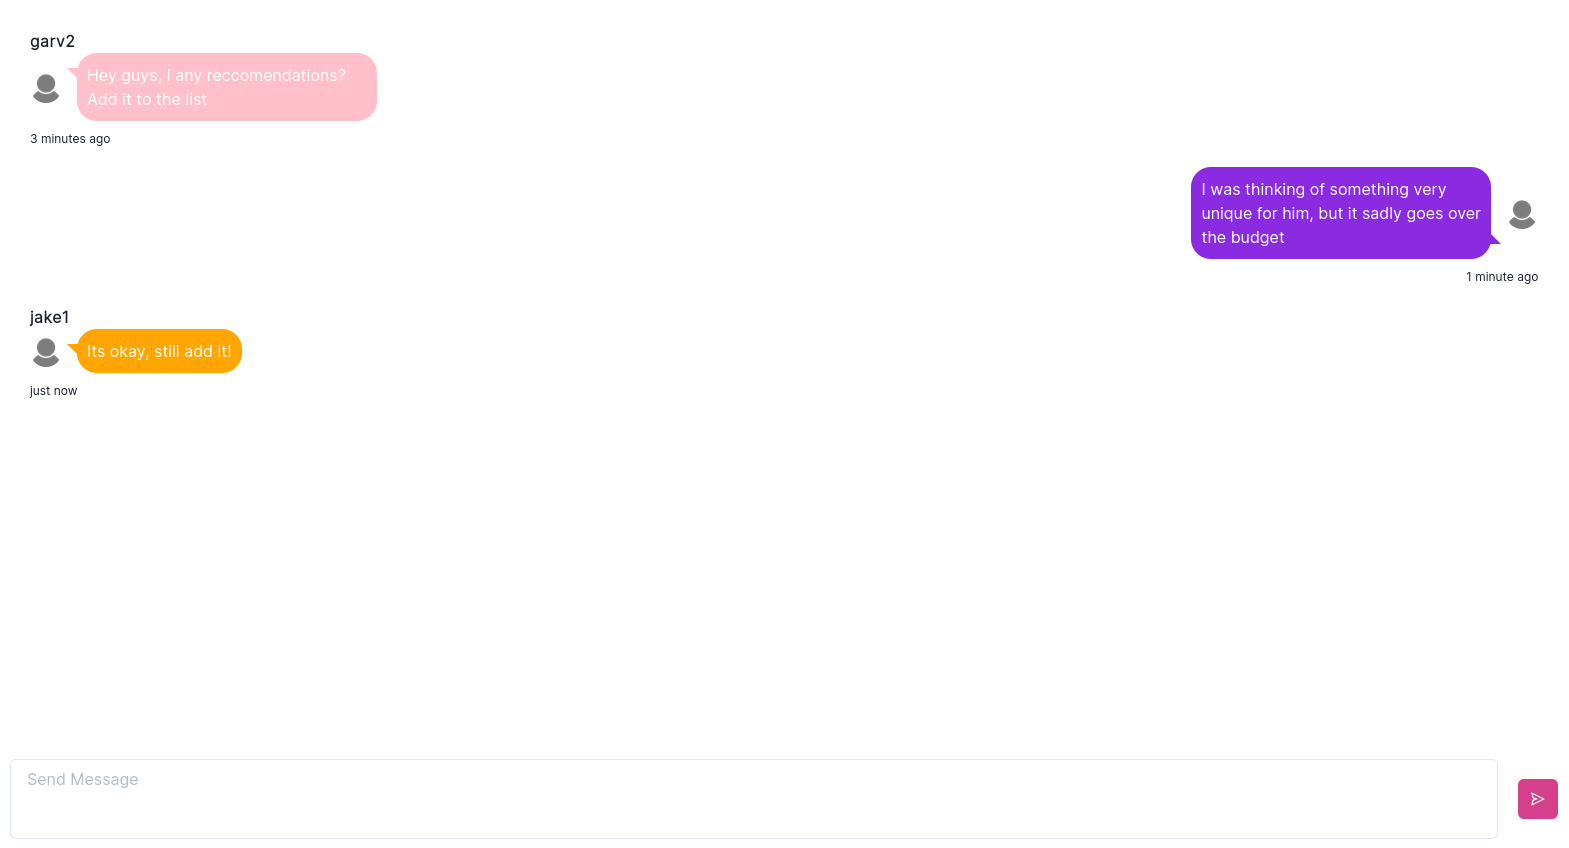 garv2
Hey guys, I any reccomendations?
Add it to the list
3 minutes ago
I was thinking of something very
unique for him, but it sadly goes over
the budget
1 minute ago
jake1
Its okay, still add it!
just now
Send Message